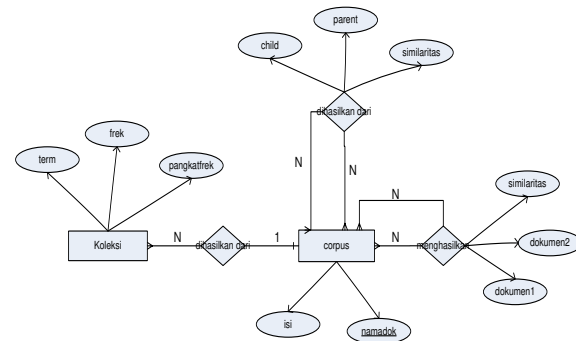 parent
child
similaritas
dihasilkan dari
frek
term
pangkatfrek
N
N
N
similaritas
Koleksi
N
dihasilkan dari
1
corpus
N
menghasilkan
dokumen2
dokumen1
isi
namadok